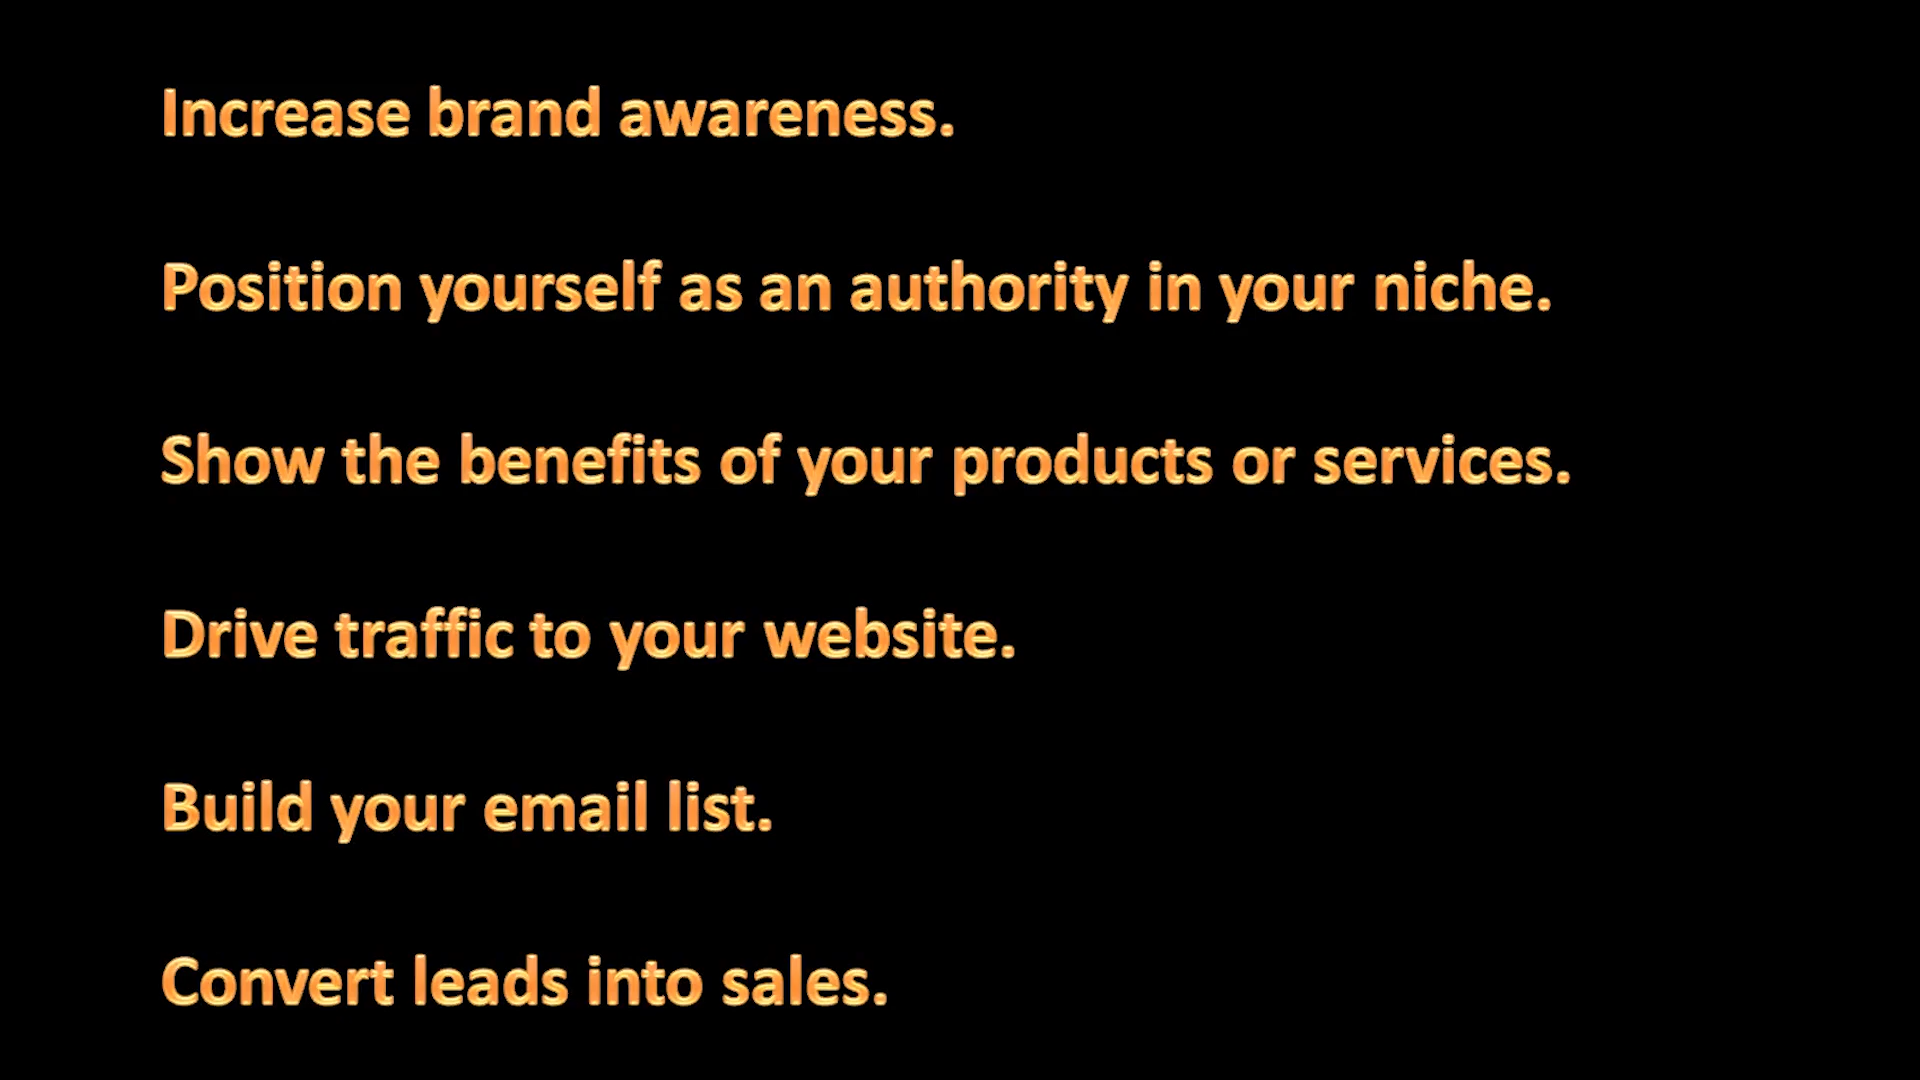 Increase brand awareness.
Position yourself as an authority in your niche.
Show the benefits of your products or services.
Drive traffic to your website.
Build your email list.
Convert leads into sales.